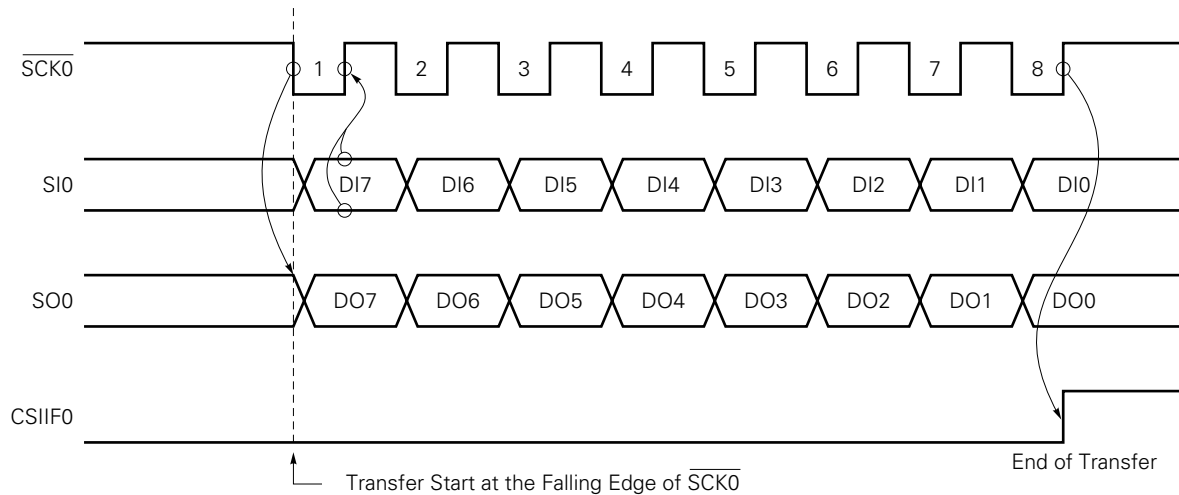 SCK0 1 2 3 4 5 6 7 8
SI0 DI7 DI6 DI5 DI4 DI3 DI2 DI1 DI0
SO0 DO7 DO6 DO5 DO4 DO3 DO2 DO1 DO0
CSIIF0
End of Transfer
Transfer Start at the Falling Edge of SCK0